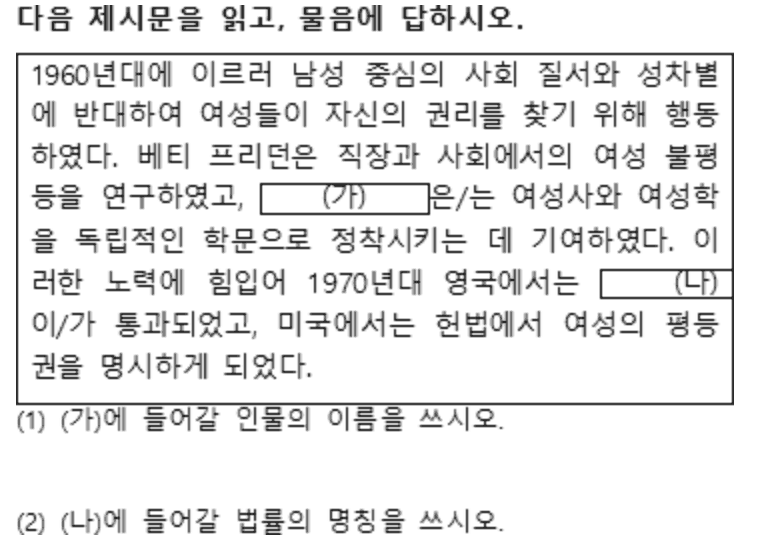 다음 제시문을 읽고, 물음에 답하시오.
1960년대에 이르러 남성 중심의 사회 질서와 성차별
에 반대하여 여성들이 자신의 권리를 찾기 위해 행동
하였다. 베티 프리던은 직장과 사회에서의 여성 불평
등을 연구하였고, (가) 은/는 여성사와 여성학
을 독립적인 학문으로 정착시키는 데 기여하였다. 이
러한 노력에 힘입어 1970년대 영국에서는 (나)
이/가 통과되었고, 미국에서는 헌법에서 여성의 평등
권을 명시하게 되었다.
(1) (가)에 들어갈 인물의 이름을 쓰시오.
(2) (나)에 들어갈 법률의 명칭을 쓰시오.